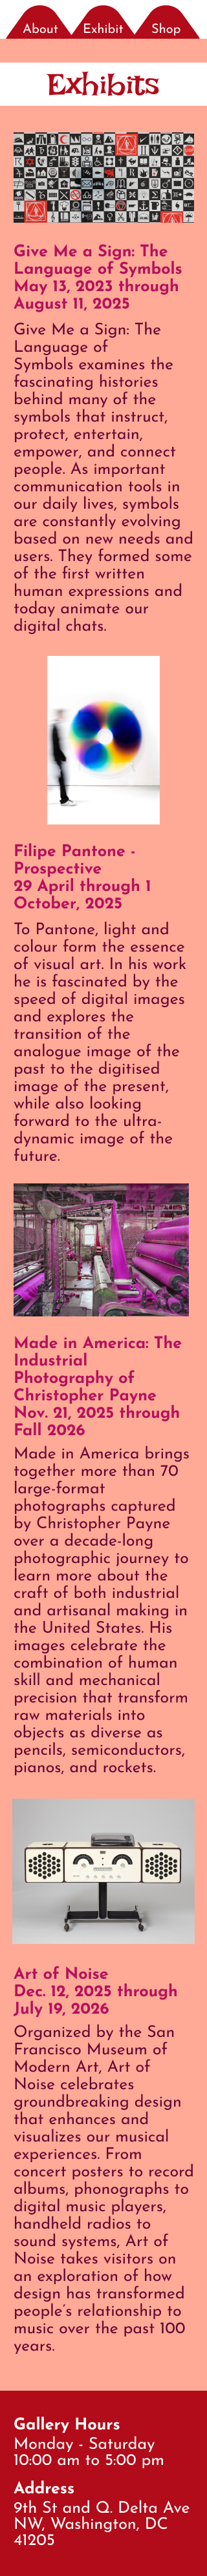 About
Exhibit
Shop
Exhibits
Give Me a Sign: The
Language of Symbols
May 13, 2023 through
August 11, 2025
Give Me a Sign: The
Language of
Symbols examines the
fascinating histories
behind many of the
symbols that instruct,
protect, entertain,
empower, and connect
people. As important
communication tools in
our daily lives, symbols
are constantly evolving
based on new needs and
users. They formed some
of the first written
human expressions and
today animate our
digital chats.
Filipe Pantone -
Prospective
29 April through 1
October, 2025
To Pantone, light and
colour form the essence
of visual art. In his work
he is fascinated by the
speed of digital images
and explores the
transition of the
analogue image of the
past to the digitised
image of the present,
while also looking
forward to the ultra-
dynamic image of the
future.
Made in America: The
Industrial
Photography of
Christopher Payne
Nov. 21, 2025 through
Fall 2026
Made in America brings
together more than 70
large-format
photographs captured
by Christopher Payne
over a decade-long
photographic journey to
learn more about the
craft of both industrial
and artisanal making in
the United States. His
images celebrate the
combination of human
skill and mechanical
precision that transform
raw materials into
objects as diverse as
pencils, semiconductors,
pianos, and rockets.
Art of Noise
Dec. 12, 2025 through
July 19, 2026
Organized by the San
Francisco Museum of
Modern Art, Art of
Noise celebrates
groundbreaking design
that enhances and
visualizes our musical
experiences. From
concert posters to record
albums, phonographs to
digital music players,
handheld radios to
sound systems, Art of
Noise takes visitors on
an exploration of how
design has transformed
people's relationship to
music over the past 100
years.
Gallery Hours
Monday - Saturday
10:00 am to 5:00 pm
Address
9th St and Q. Delta Ave
NW, Washington, DC
41205